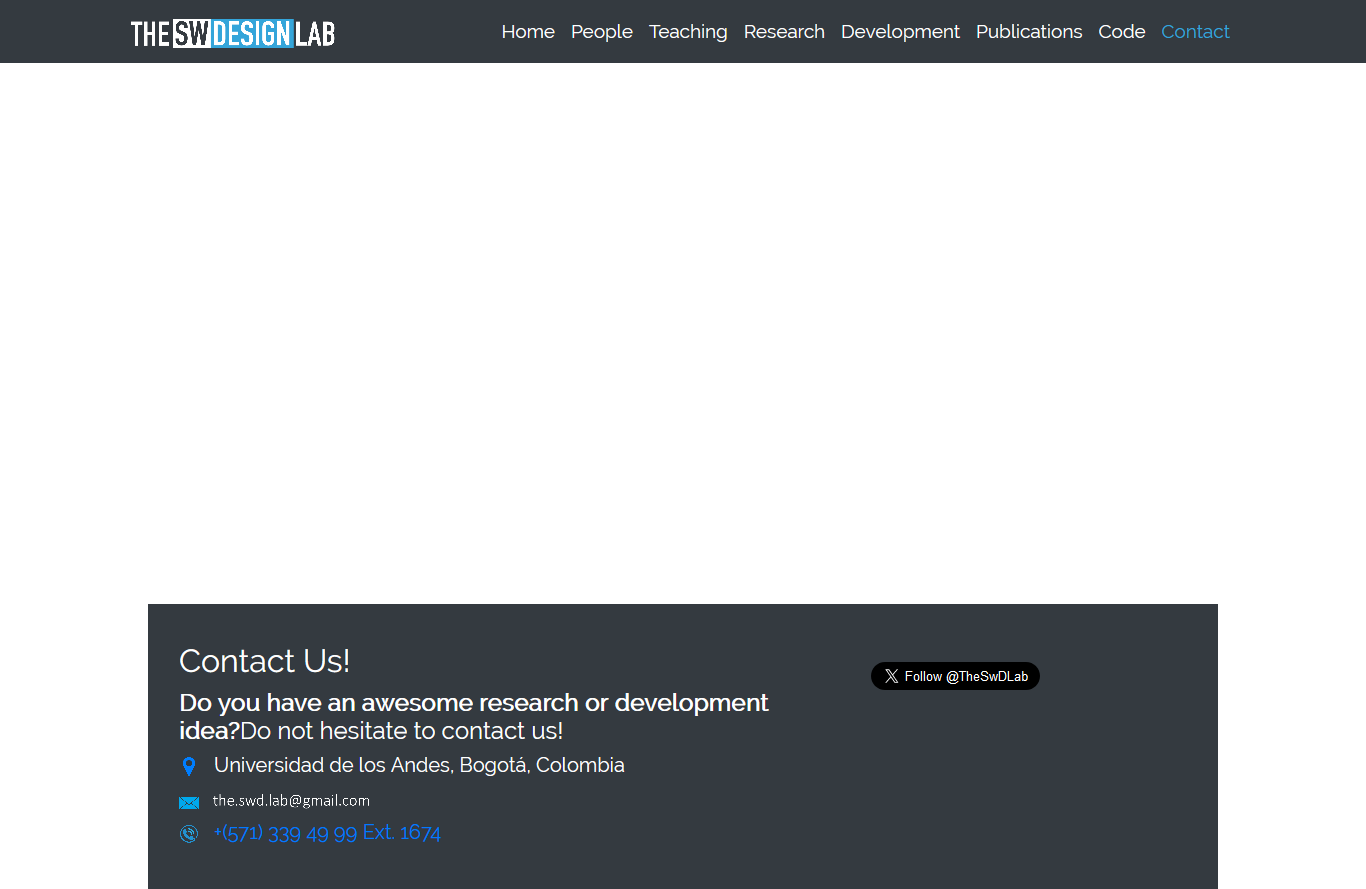 THE SW DESIGN LAB
Home People Teaching Research Development Publications Code Contact
Contact Us!
Follow @TheSwDLab
Do you have an awesome research or development
idea?Do not hesitate to contact us!
Universidad de los Andes, Bogotá, Colombia
the.swd.lab@gmail.com
+(571) 339 49 99 Ext. 1674